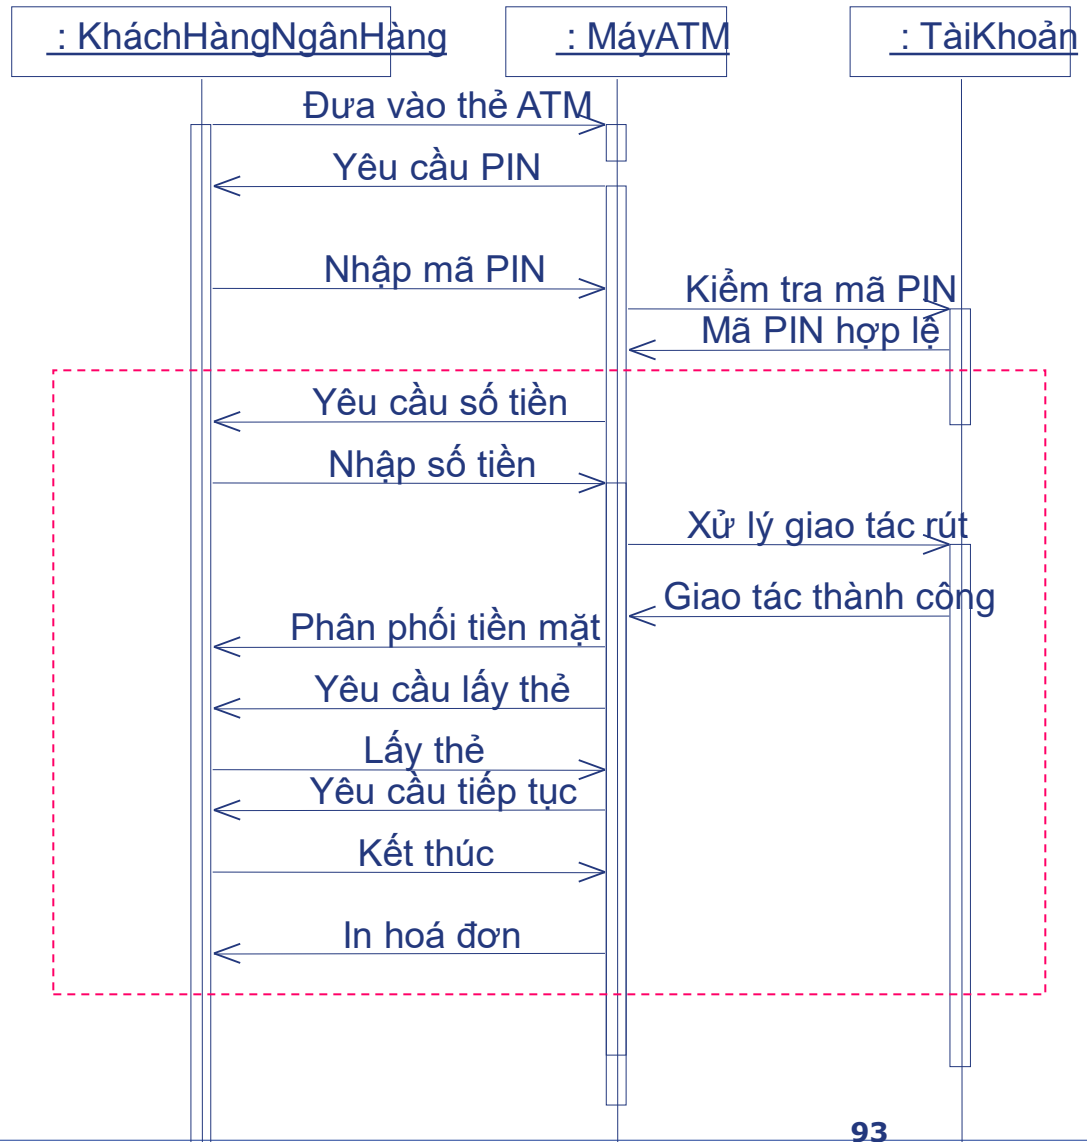 : KháchHàngNgânHàng
: MáyATM
: TàiKhoản
Đưa vào thẻ ATM
Yêu cầu PIN
Nhập mã PIN
Kiểm tra mã PIN
Mã PIN hợp lệ
Yêu cầu số tiền
Nhập số tiền
Xử lý giao tác rút
Giao tác thành công
Phân phối tiền mặt
Yêu cầu lấy thẻ
Lấy thẻ
Yêu cầu tiếp tục
Kết thúc
In hoá đơn
93